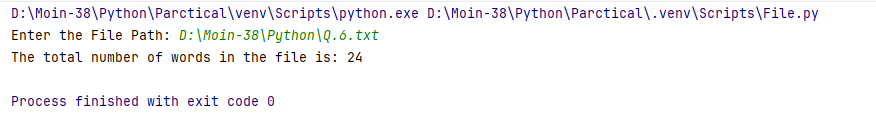 D:\Moin-38\Python\Parctical\venv\Scripts\python.exe D:\Moin-38\Python\Parctical\.venv\Scripts\File.py
Enter the File Path: D:\Moin-38\Python\Q.6.txt
The total number of words in the file is: 24
Process finished with exit code 0